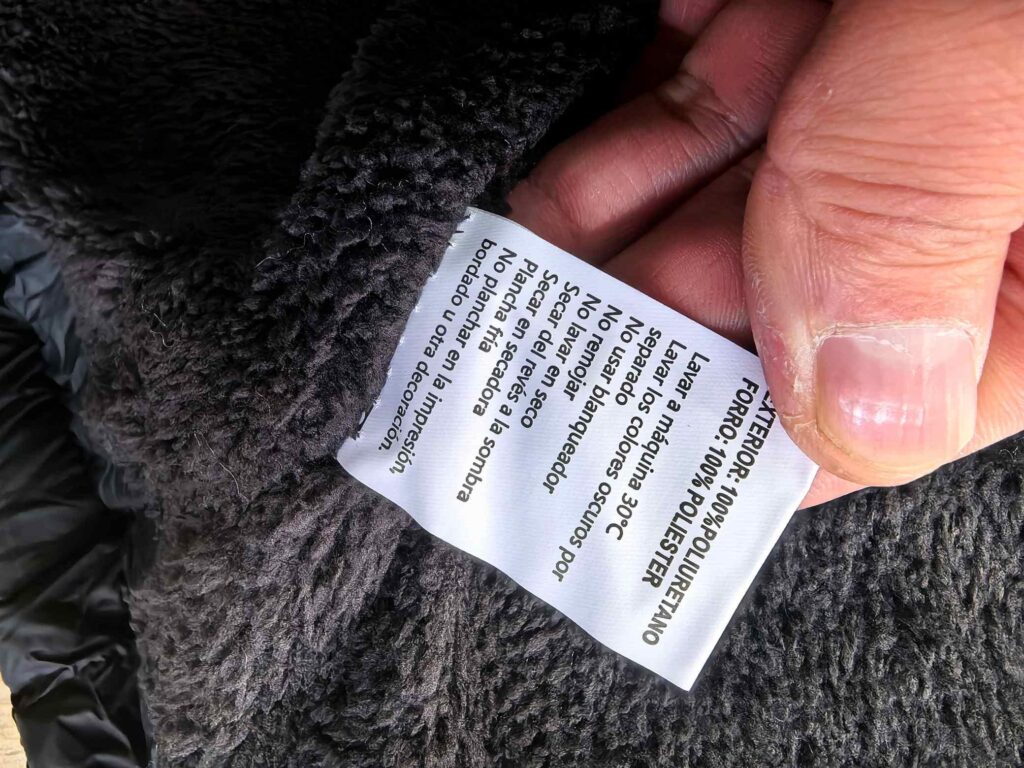 EXTERIOR: 100%POLIURETANO
FORRO: 100% POLIESTER
Lavar a máquina 30°C
Lavar los colores oscuros por
separado
No usar blanqueador
No remojar
No lavar en seco
Secar del revés a la sombra
Secar en secadora
Plancha fría
No planchar en la impresión,
bordado u otra decoración.